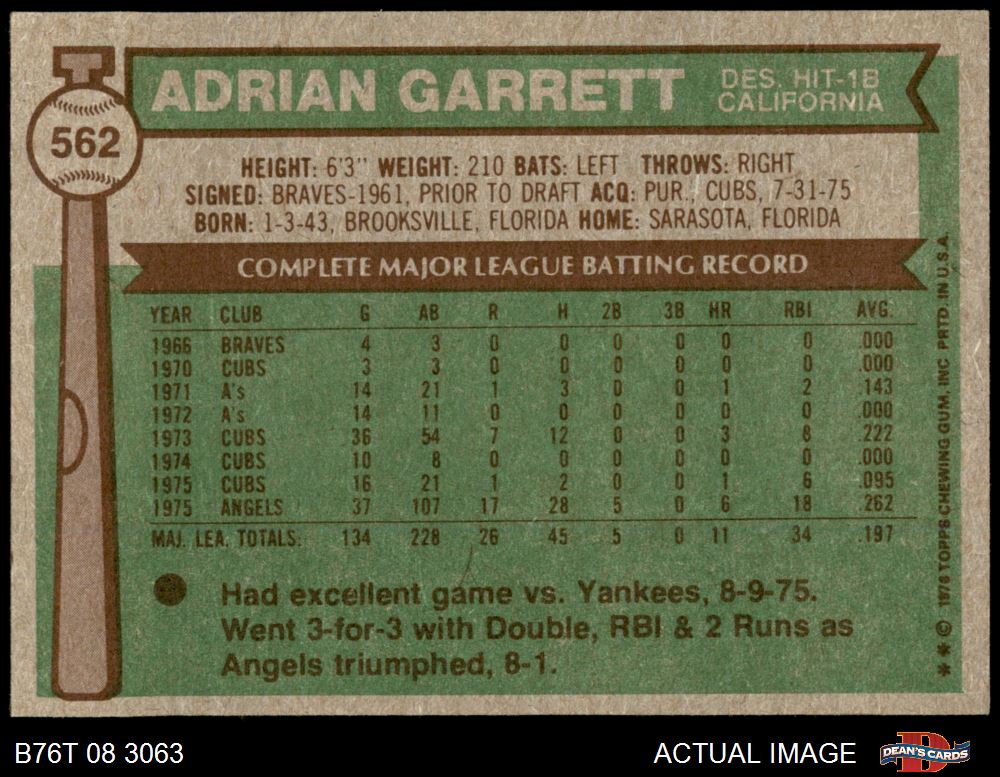 562
ADRIAN GARRETT
DES. HIT-1B
CALIFORNIA
HEIGHT: 6'3" WEIGHT: 210 BATS: LEFT THROWS: RIGHT
SIGNED: BRAVES-1961, PRIOR TO DRAFT ACQ: PUR., CUBS, 7-31-75
BORN: 1-3-43, BROOKSVILLE, FLORIDA HOME: SARASOTA, FLORIDA
COMPLETE MAJOR LEAGUE BATTING RECORD
YEAR CLUB G AB R H 2B 3B HR RBI AVG.
1966 BRAVES 4 3 0 0 0 0 0 0 .000
1970 CUBS 3 3 0 0 0 0 0 0 .000
1971 A's 14 21 1 3 0 0 1 2 .143
1972 A's 14 11 0 0 0 0 0 0 .000
1973 CUBS 36 54 7 12 0 0 3 8 .222
1974 CUBS 10 8 0 0 0 0 0 0 .000
1975 CUBS 16 21 1 2 0 0 1 6 .095
1975 ANGELS 37 107 17 28 5 0 6 18 .262
MAJ. LEA. TOTALS: 134 228 26 45 5 0 11 34 .197
Had excellent game vs. Yankees, 8-9-75.
Went 3-for-3 with Double, RBI & 2 Runs as
Angels triumphed, 8-1.
** © 1976 TOPPS CHEWING GUM, INC PRTD. IN U.S.A.
B76T 08 3063
ACTUAL IMAGE
DEAN'S CARDS